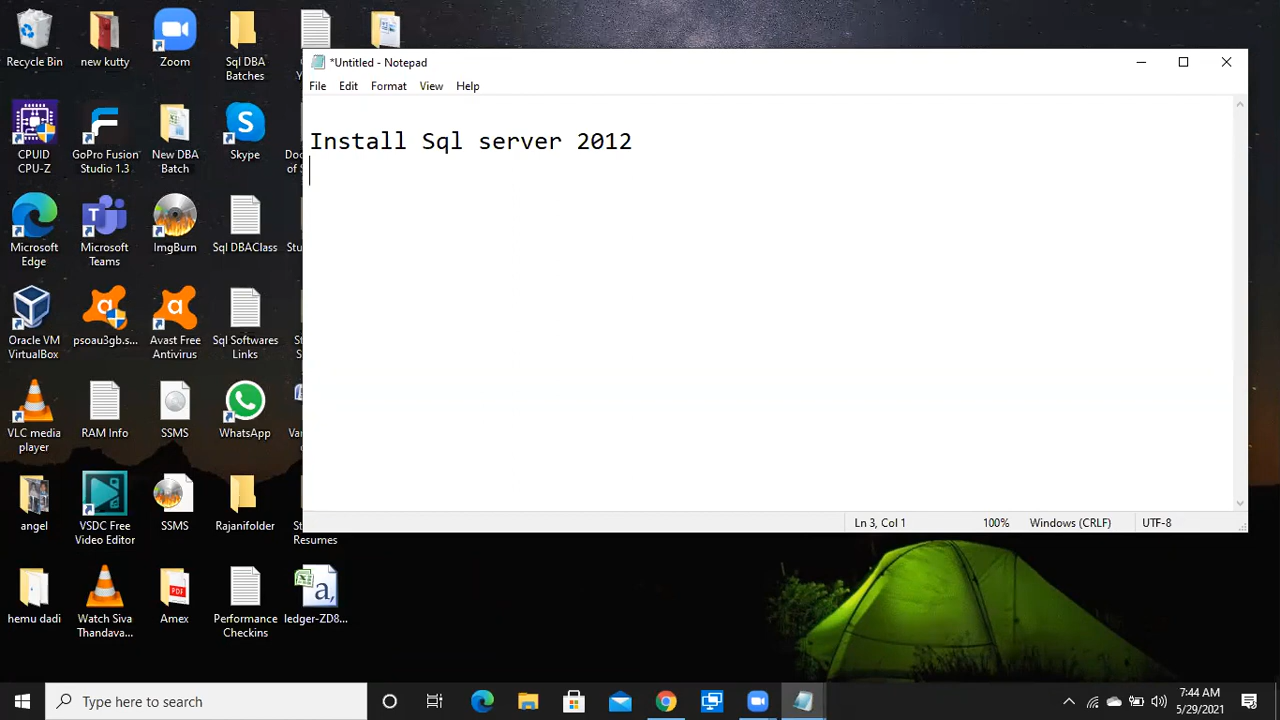 Recycle Bin
new kutty
Zoom
Sql DBA
Batches
*Untitled - Notepad
File Edit Format View Help
Install Sql server 2012
CPUID
CPU-Z
GoPro Fusion
Studio 1.3
New DBA
Batch
Skype
Microsoft
Edge
Microsoft
Teams
ImgBurn
Sql DBAClass
Oracle VM
VirtualBox
psoau3gb.s...
Avast Free
Antivirus
Sql Softwares
Links
VLC media
player
RAM Info
SSMS
WhatsApp
angel
VSDC Free
Video Editor
SSMS
Rajanifolder
Resumes
hemu dadi
Watch Siva
Thandava...
Amex
PDF
Performance
Checkins
ledger-ZD8...
Ln 3, Col 1 100% Windows (CRLF) UTF-8
Type here to search
7:44 AM
5/29/2021